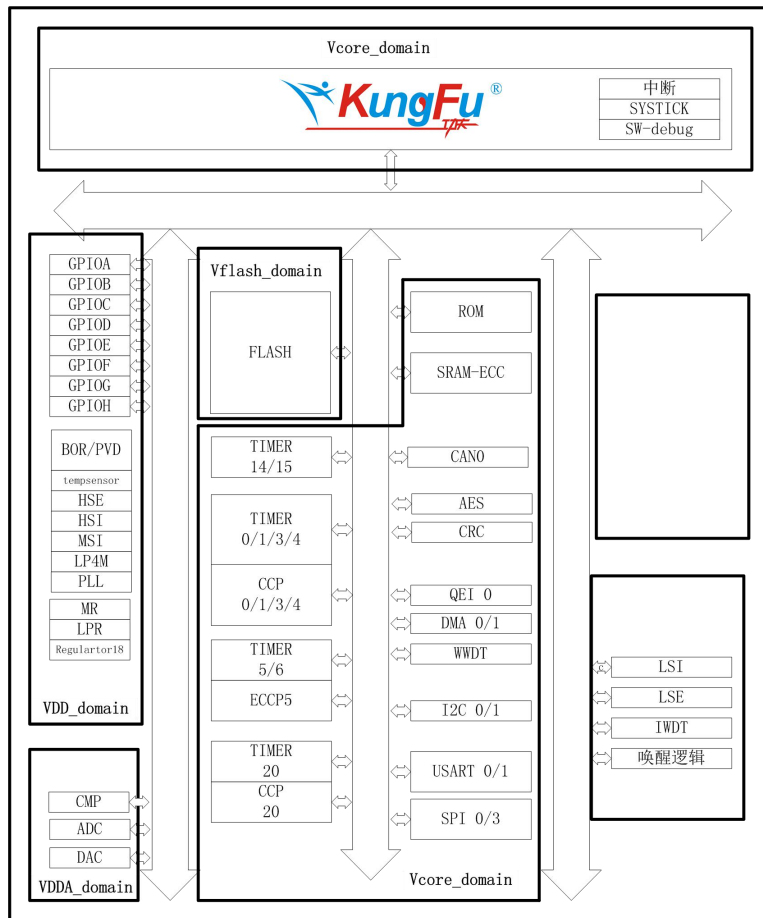 Vcore_domain
KungFu®
中断
SYSTICK
SW-debug
GPIOA
GPIOB
GPIOC
GPIOD
GPIOE
GPIOF
GPIOG
GPIOH
BOR/PVD
tempsensor
HSE
HSI
MSI
LP4M
PLL
MR
LPR
Regulartor18
VDD_domain
CMP
ADC
DAC
VDDA_domain
Vflash_domain
FLASH
TIMER
14/15
TIMER
0/1/3/4
CCP
0/1/3/4
TIMER
5/6
ECCP5
TIMER
20
CCP
20
ROM
SRAM-ECC
CAN0
AES
CRC
QEI 0
DMA 0/1
WWDT
I2C 0/1
USART 0/1
SPI 0/3
Vcore_domain
c
LSI
LSE
IWDT
唤醒逻辑